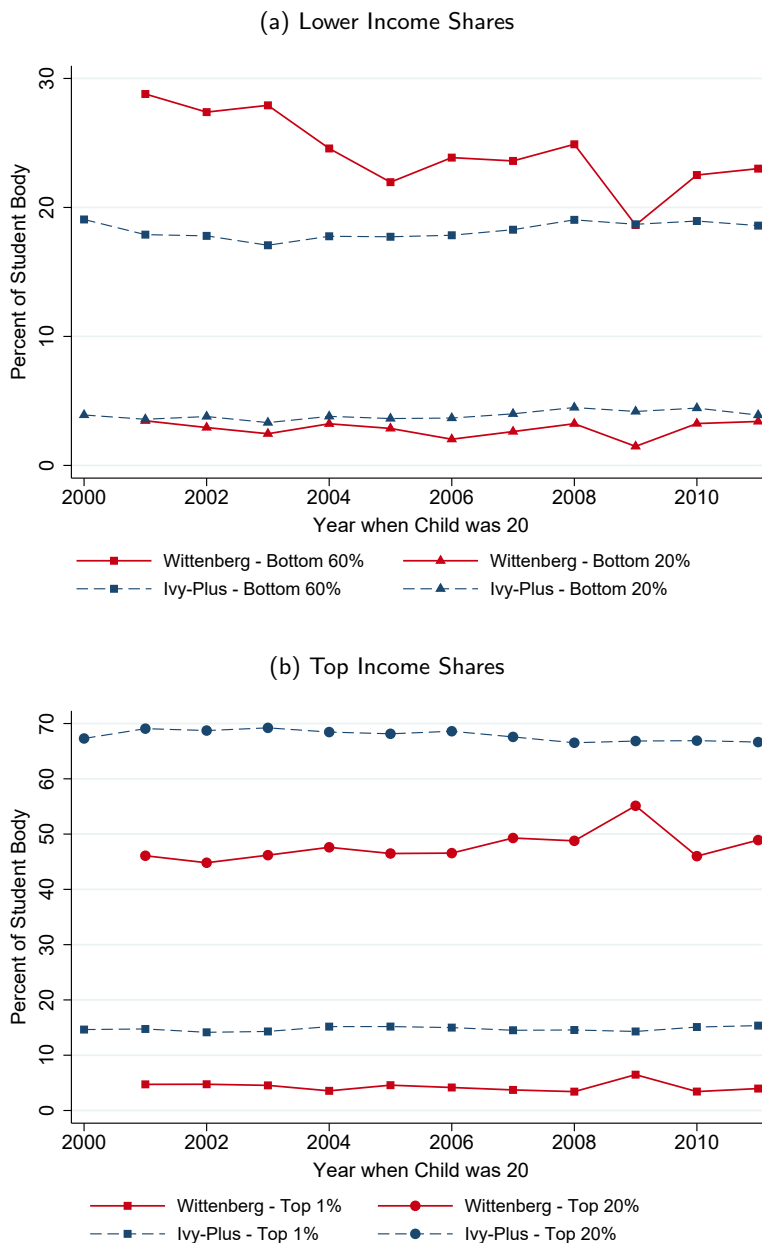 (a) Lower Income Shares
30
20
10
0
Percent of Student Body
2000 2002 2004 2006 2008 2010
Year when Child was 20
Wittenberg - Bottom 60% Wittenberg - Bottom 20%
Ivy-Plus - Bottom 60% Ivy-Plus - Bottom 20%
(b) Top Income Shares
70
60
50
40
30
20
10
0
Percent of Student Body
2000 2002 2004 2006 2008 2010
Year when Child was 20
Wittenberg - Top 1% Wittenberg - Top 20%
Ivy-Plus - Top 1% Ivy-Plus - Top 20%